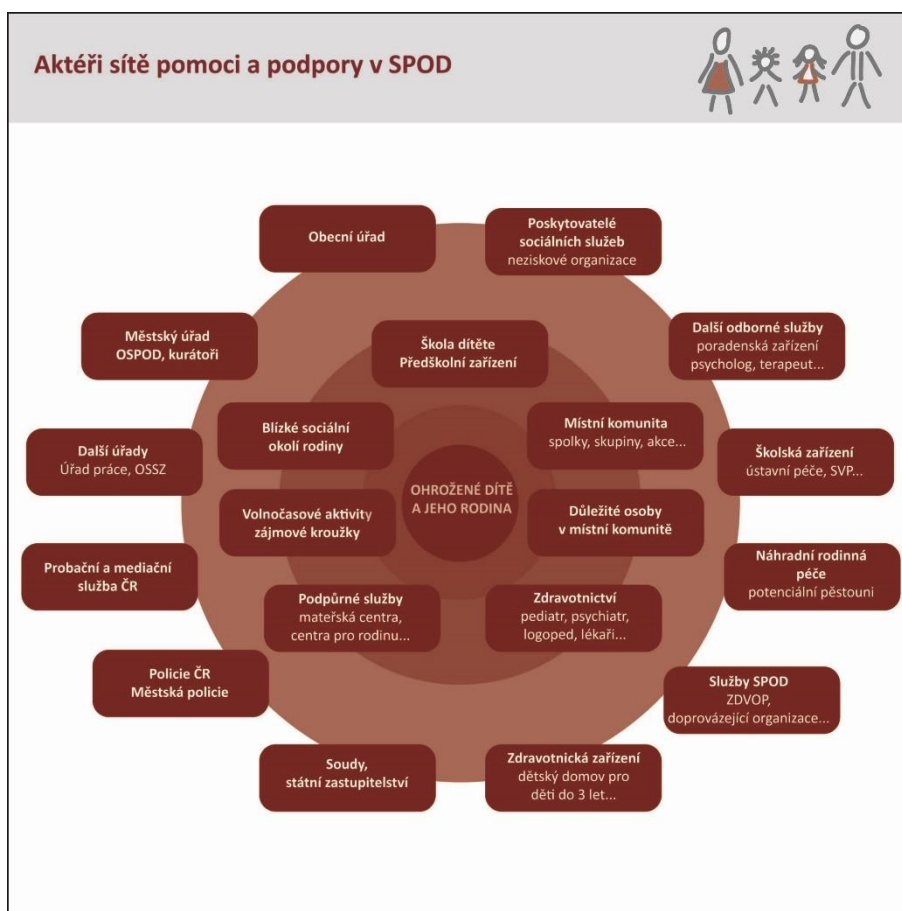 Aktéři sítě pomoci a podpory v SPOD
Obecní úřad
Poskytovatelé
sociálních služeb
neziskové organizace
Městský úřad
OSPOD, kurátoři
Škola dítěte
Předškolní zařízení
Další odborné služby
poradenská zařízení
psycholog, terapeut...
Blízké sociální
okolí rodiny
Místní komunita
spolky, skupiny, akce...
Další úřady
Úřad práce, OSSZ
Školská zařízení
ústavní péče, SVP...
OHROŽENÉ DÍTĚ
A JEHO RODINA
Volnočasové aktivity
zájmové kroužky
Důležité osoby
v místní komunitě
Probační a mediační
služba ČR
Náhradní rodinná
péče
potenciální pěstouni
Podpůrné služby
mateřská centra,
centra pro rodinu...
Zdravotnictví
pediatr, psychiatr,
logoped, lékaři...
Policie ČR
Městská policie
Služby SPOD
ZDVOP,
doprovázející organizace...
Soudy,
státní zastupitelství
Zdravotnická zařízení
dětský domov pro
děti do 3 let...